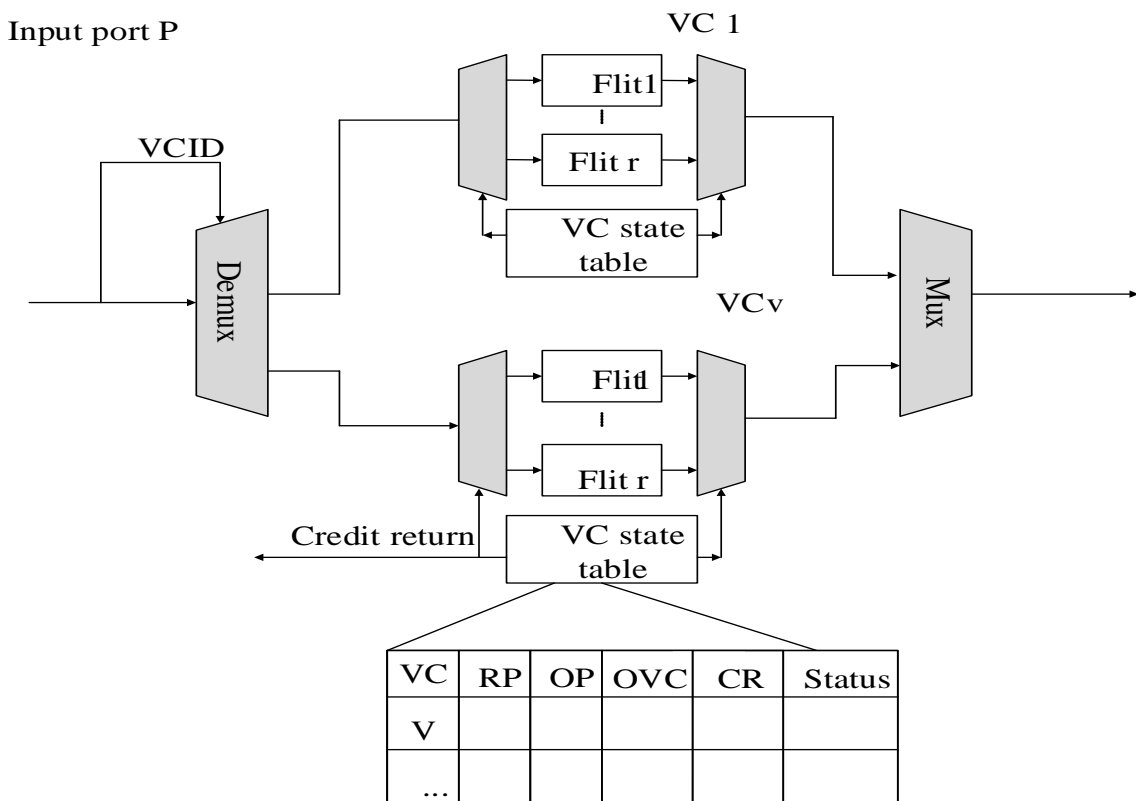 Input port P
VC 1
VCID
Flit1
Flit r
VC state
table
Demux
Mux
VCv
Flit1
Flit r
Credit return
VC state
table
VC RP OP OVC CR Status
V
...